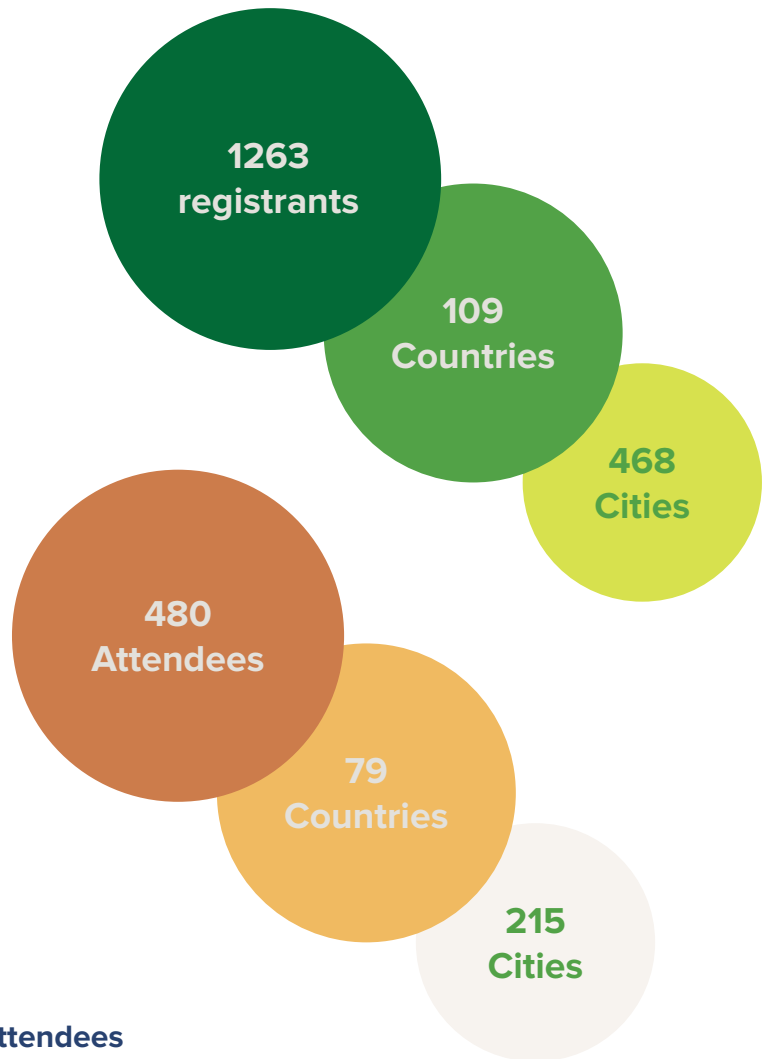 1263
registrants
109
Countries
468
Cities
480
Attendees
79
Countries
215
Cities
ttendees